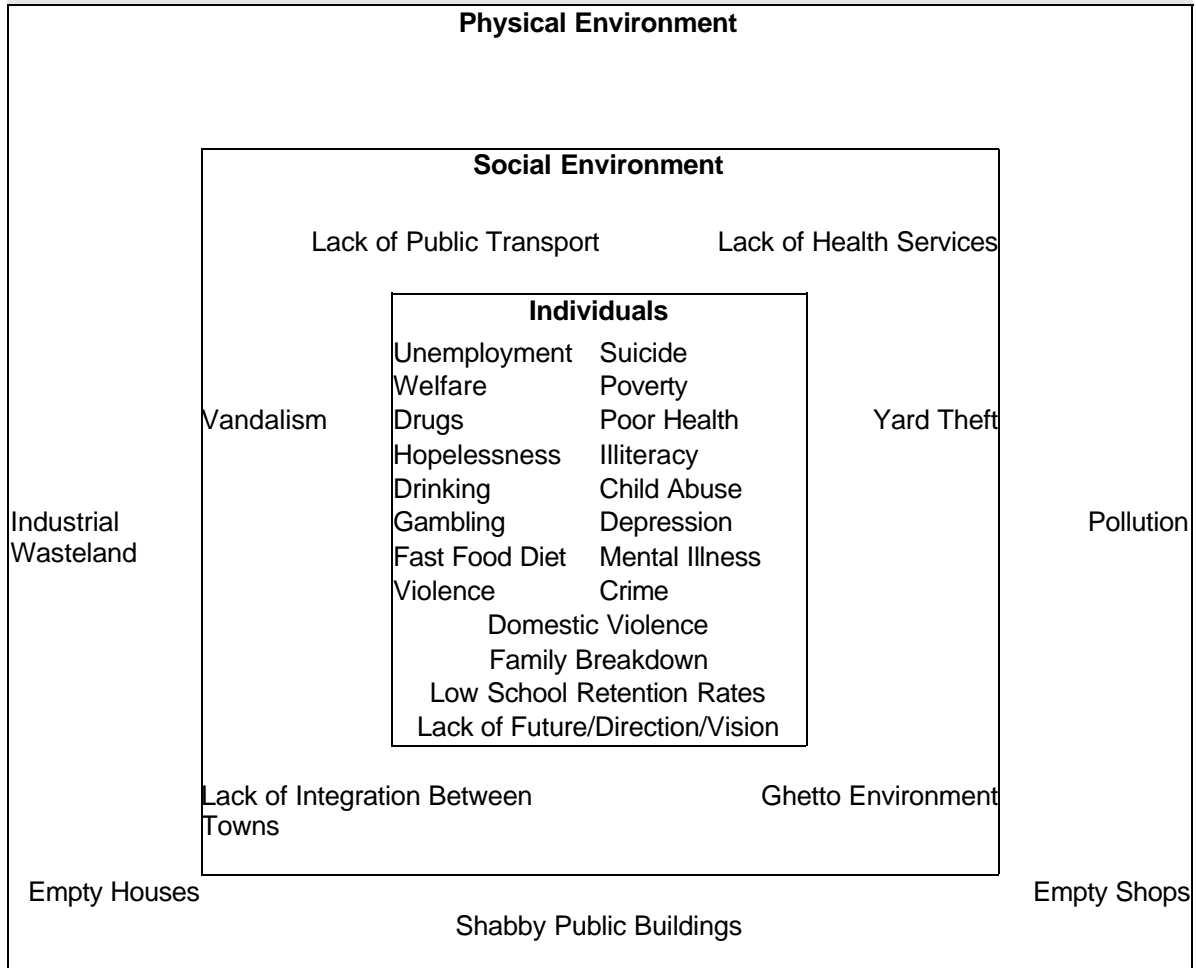 Physical Environment
Social Environment
Lack of Public Transport Lack of Health Services
Individuals
Unemployment Suicide
Welfare Poverty
Vandalism Drugs Poor Health Yard Theft
Hopelessness Illiteracy
Drinking Child Abuse
Industrial Gambling Depression Pollution
Wasteland Fast Food Diet Mental Illness
Violence Crime
Domestic Violence
Family Breakdown
Low School Retention Rates
Lack of Future/Direction/Vision
Lack of Integration Between Ghetto Environment
Towns
Empty Houses Empty Shops
Shabby Public Buildings